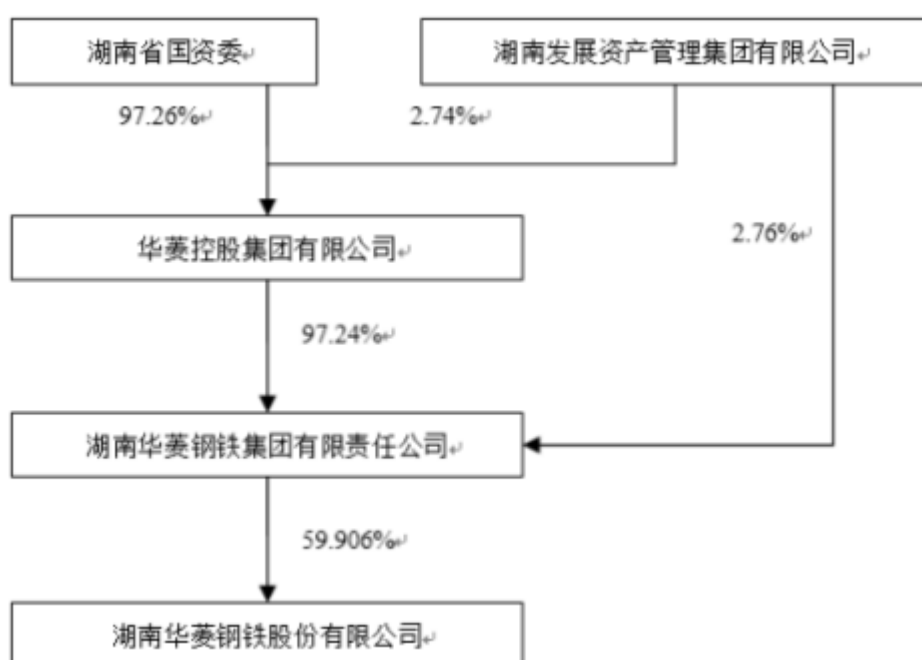 湖南省国资委
湖南发展资产管理集团有限公司
97.26%
2.74%
华菱控股集团有限公司
2.76%
97.24%
湖南华菱钢铁集团有限责任公司
59.906%
湖南华菱钢铁股份有限公司